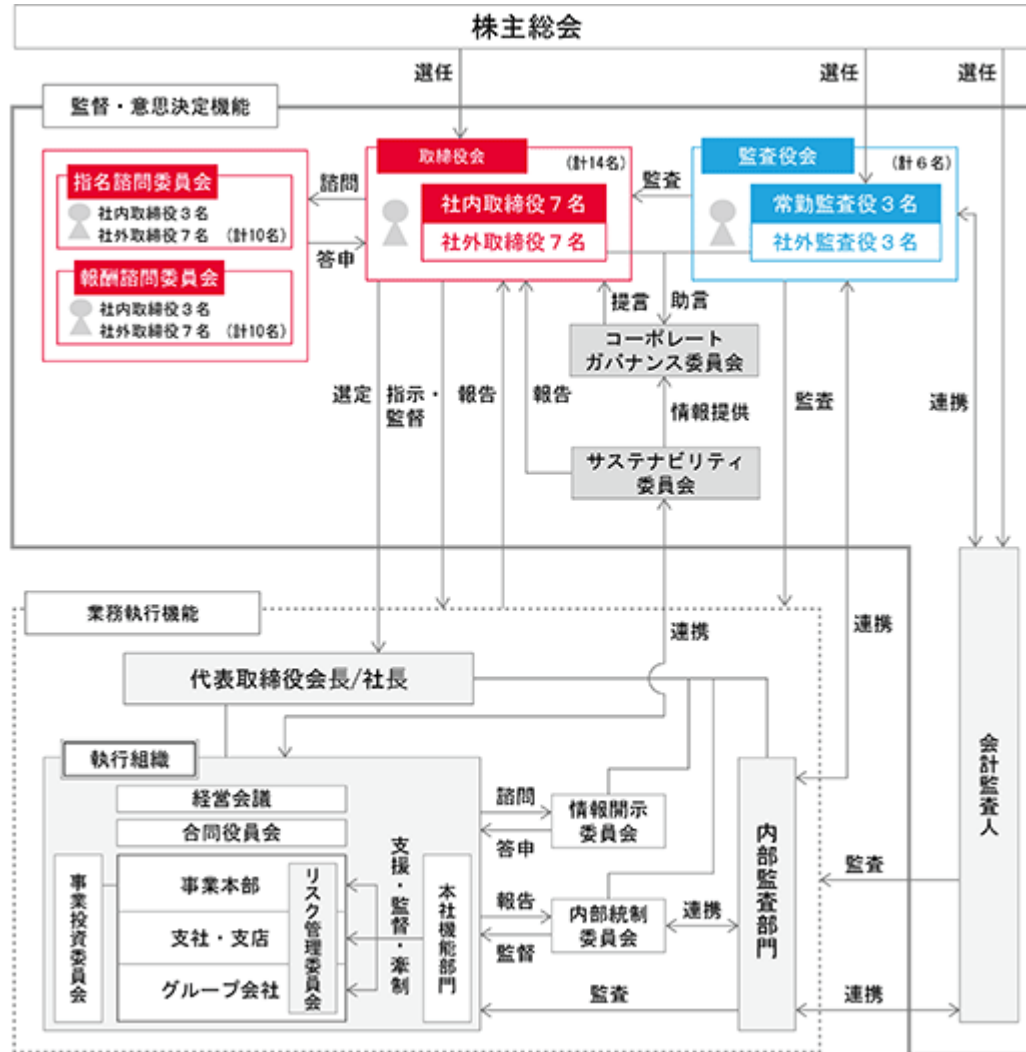 株主総会
選任
選任
選任
監督・意思決定機能
指名諮問委員会
社内取締役3名
社外取締役7名 (計10名)
報酬諮問委員会
社内取締役3名
社外取締役7名 (計10名)
諮問
答申
取締役会
(計14名)
社内取締役7名
社外取締役7名
監査
監査役会
(計6名)
常勤監査役3名
社外監査役3名
提言
助言
コーポレート
ガバナンス委員会
選定
指示・
監督
報告
報告
情報提供
監査
連携
サステナビリティ
委員会
業務執行機能
連携
連携
代表取締役会長/社長
執行組織
経営会議
合同役員会
事業投資委員会
事業本部
支社・支店
グループ会社
リスク管理委員会
支援・監督・牽制
本社機能部門
諮問
答申
情報開示
委員会
報告
監督
内部統制
委員会
連携
監査
内部監査部門
監査
連携
会計監査人